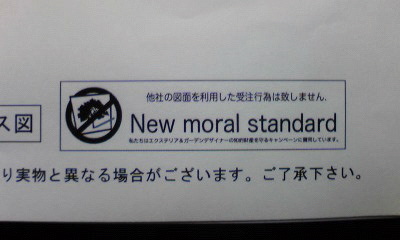 他社の図面を利用した受注行為は致しません.
ス図
New moral standard
私たちはエクステリア&ガーデンデザイナーの知的財産を守るキャンペーンに賛同しています。
り実物と異なる場合がございます。ご了承下さい。